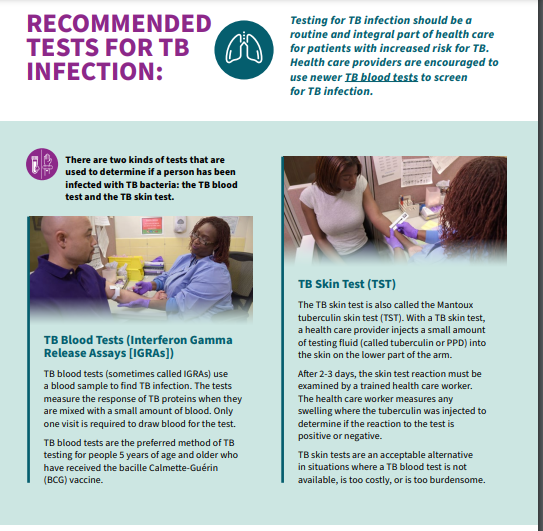 RECOMMENDED
TESTS FOR TB
INFECTION:
Testing for TB infection should be a
routine and integral part of health care
for patients with increased risk for TB.
Health care providers are encouraged to
use newer TB blood tests to screen
for TB infection.
There are two kinds of tests that are
used to determine if a person has been
infected with TB bacteria: the TB blood
test and the TB skin test.
TB Blood Tests (Interferon Gamma
Release Assays [IGRAs])
TB blood tests (sometimes called IGRAs) use
a blood sample to find TB infection. The tests
measure the response of TB proteins when they
are mixed with a small amount of blood. Only
one visit is required to draw blood for the test.
TB blood tests are the preferred method of TB
testing for people 5 years of age and older who
have received the bacille Calmette-Guérin
(BCG) vaccine.
TB Skin Test (TST)
The TB skin test is also called the Mantoux
tuberculin skin test (TST). With a TB skin test,
a health care provider injects a small amount
of testing fluid (called tuberculin or PPD) into
the skin on the lower part of the arm.
After 2-3 days, the skin test reaction must be
examined by a trained health care worker.
The health care worker measures any
swelling where the tuberculin was injected to
determine if the reaction to the test is
positive or negative.
TB skin tests are an acceptable alternative
in situations where a TB blood test is not
available, is too costly, or is too burdensome.